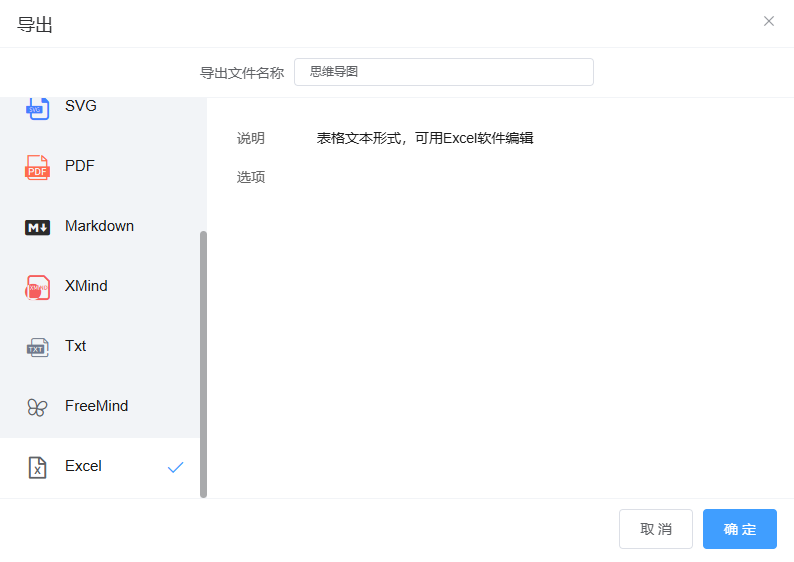 导出
导出文件名称
思维导图
SVG
SVG
PDF
PDF
Markdown
XMind
XMIND
Txt
TXT
FreeMind
Excel
X
说明
表格文本形式，可用Excel软件编辑
选项
取消
确定